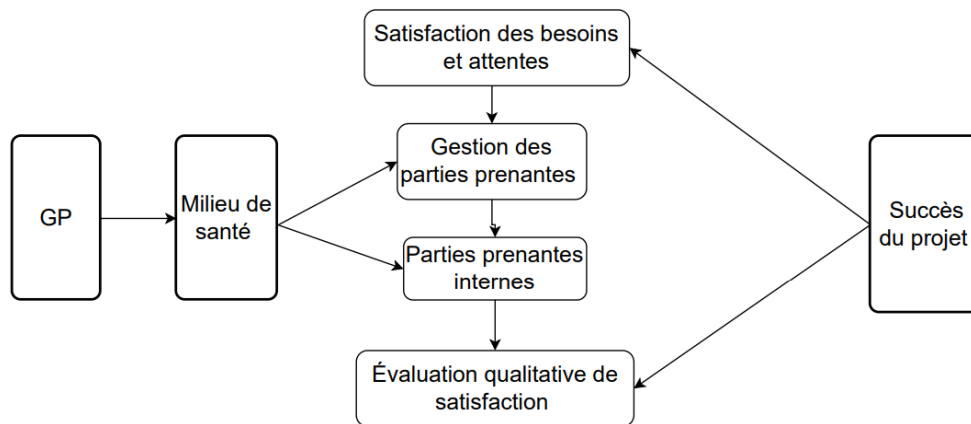 Satisfaction des besoins
et attentes
Gestion des
parties prenantes
GP
Milieu de
santé
Succès
du projet
Parties prenantes
internes
Évaluation qualitative de
satisfaction